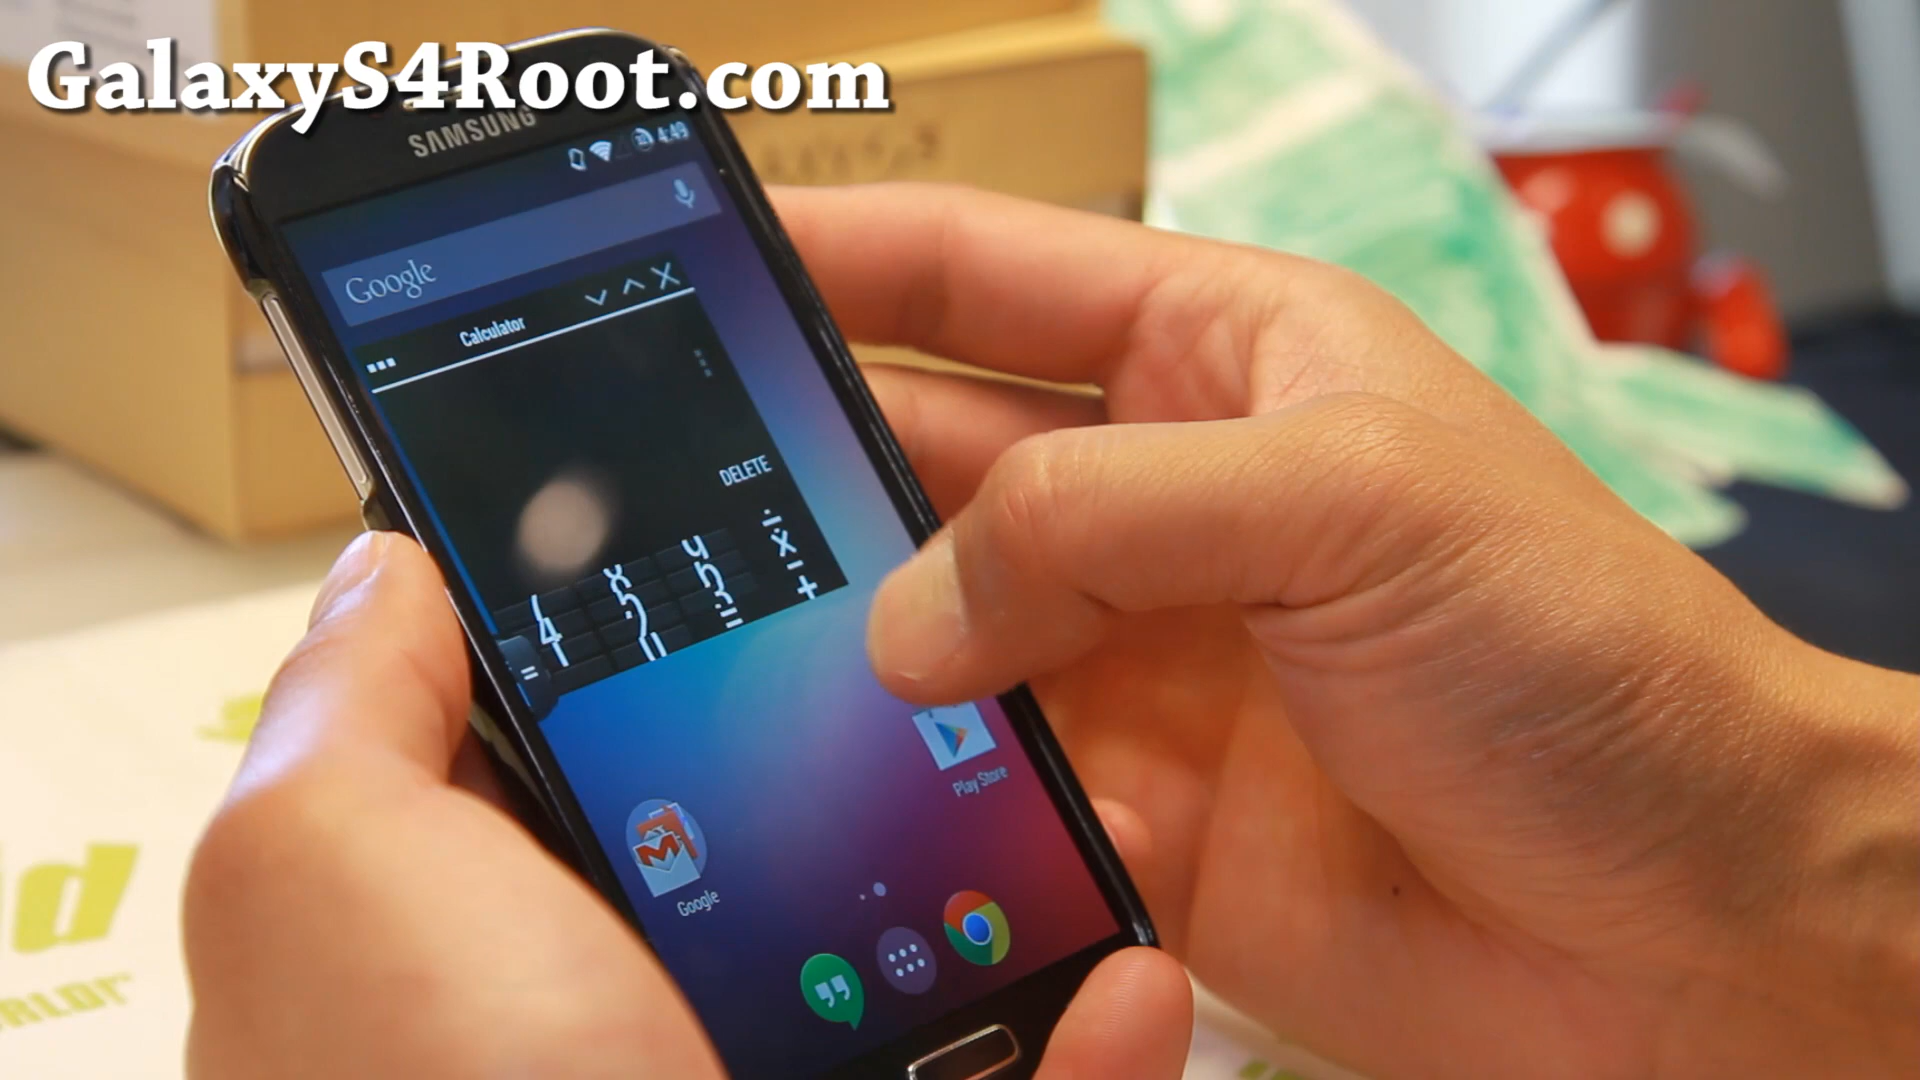 GalaxyS4Root.com
SAMSUNG
4:49
Google
Calculator
DELETE
÷
×
−
+
=
Play Store
Google